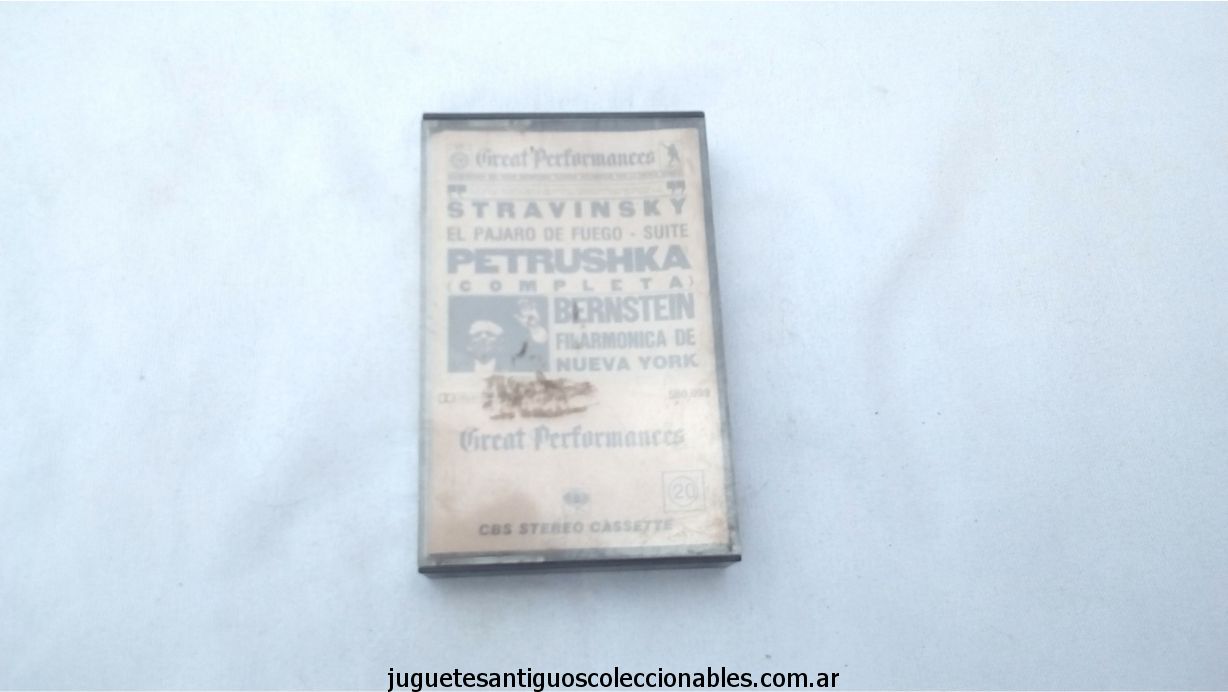 Great Performances
STRAVINSKY
EL PAJARO DE FUEGO - SUITE
PETRUSHKA
(COMPLETA)
BERNSTEIN
FILARMONICA DE
NUEVA YORK
Great Performances
20
CBS STEREO CASSETTE
juguetesantiguoscoleccionables.com.ar